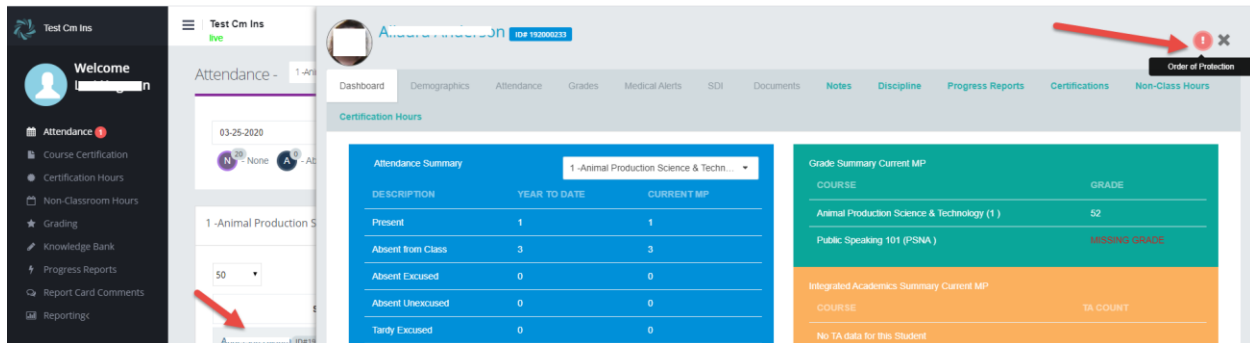 Test Cm Ins
Welcome
Attendance 1
Course Certification
Certification Hours
Non-Classroom Hours
Grading
Knowledge Bank
Progress Reports
Report Card Comments
Reporting
Test Cm Ins
live
Attendance -
03-25-2020
N 20 - None A 0 - Ab
1 -Animal Production S
50
ID# 192000233
Order of Protection
Dashboard Demographics Attendance Grades Medical Alerts SDI Documents Notes Discipline Progress Reports Certifications Non-Class Hours
Certification Hours
Attendance Summary 1 -Animal Production Science & Techn...
DESCRIPTION YEAR TO DATE CURRENT MP
Present 1 1
Absent from Class 3 3
Absent Excused 0 0
Absent Unexcused 0 0
Tardy Excused 0 0
Grade Summary Current MP
COURSE GRADE
Animal Production Science & Technology (1 ) 52
Public Speaking 101 (PSNA ) MISSING GRADE
Integrated Academics Summary Current MP
COURSE TA COUNT
No TA data for this Student